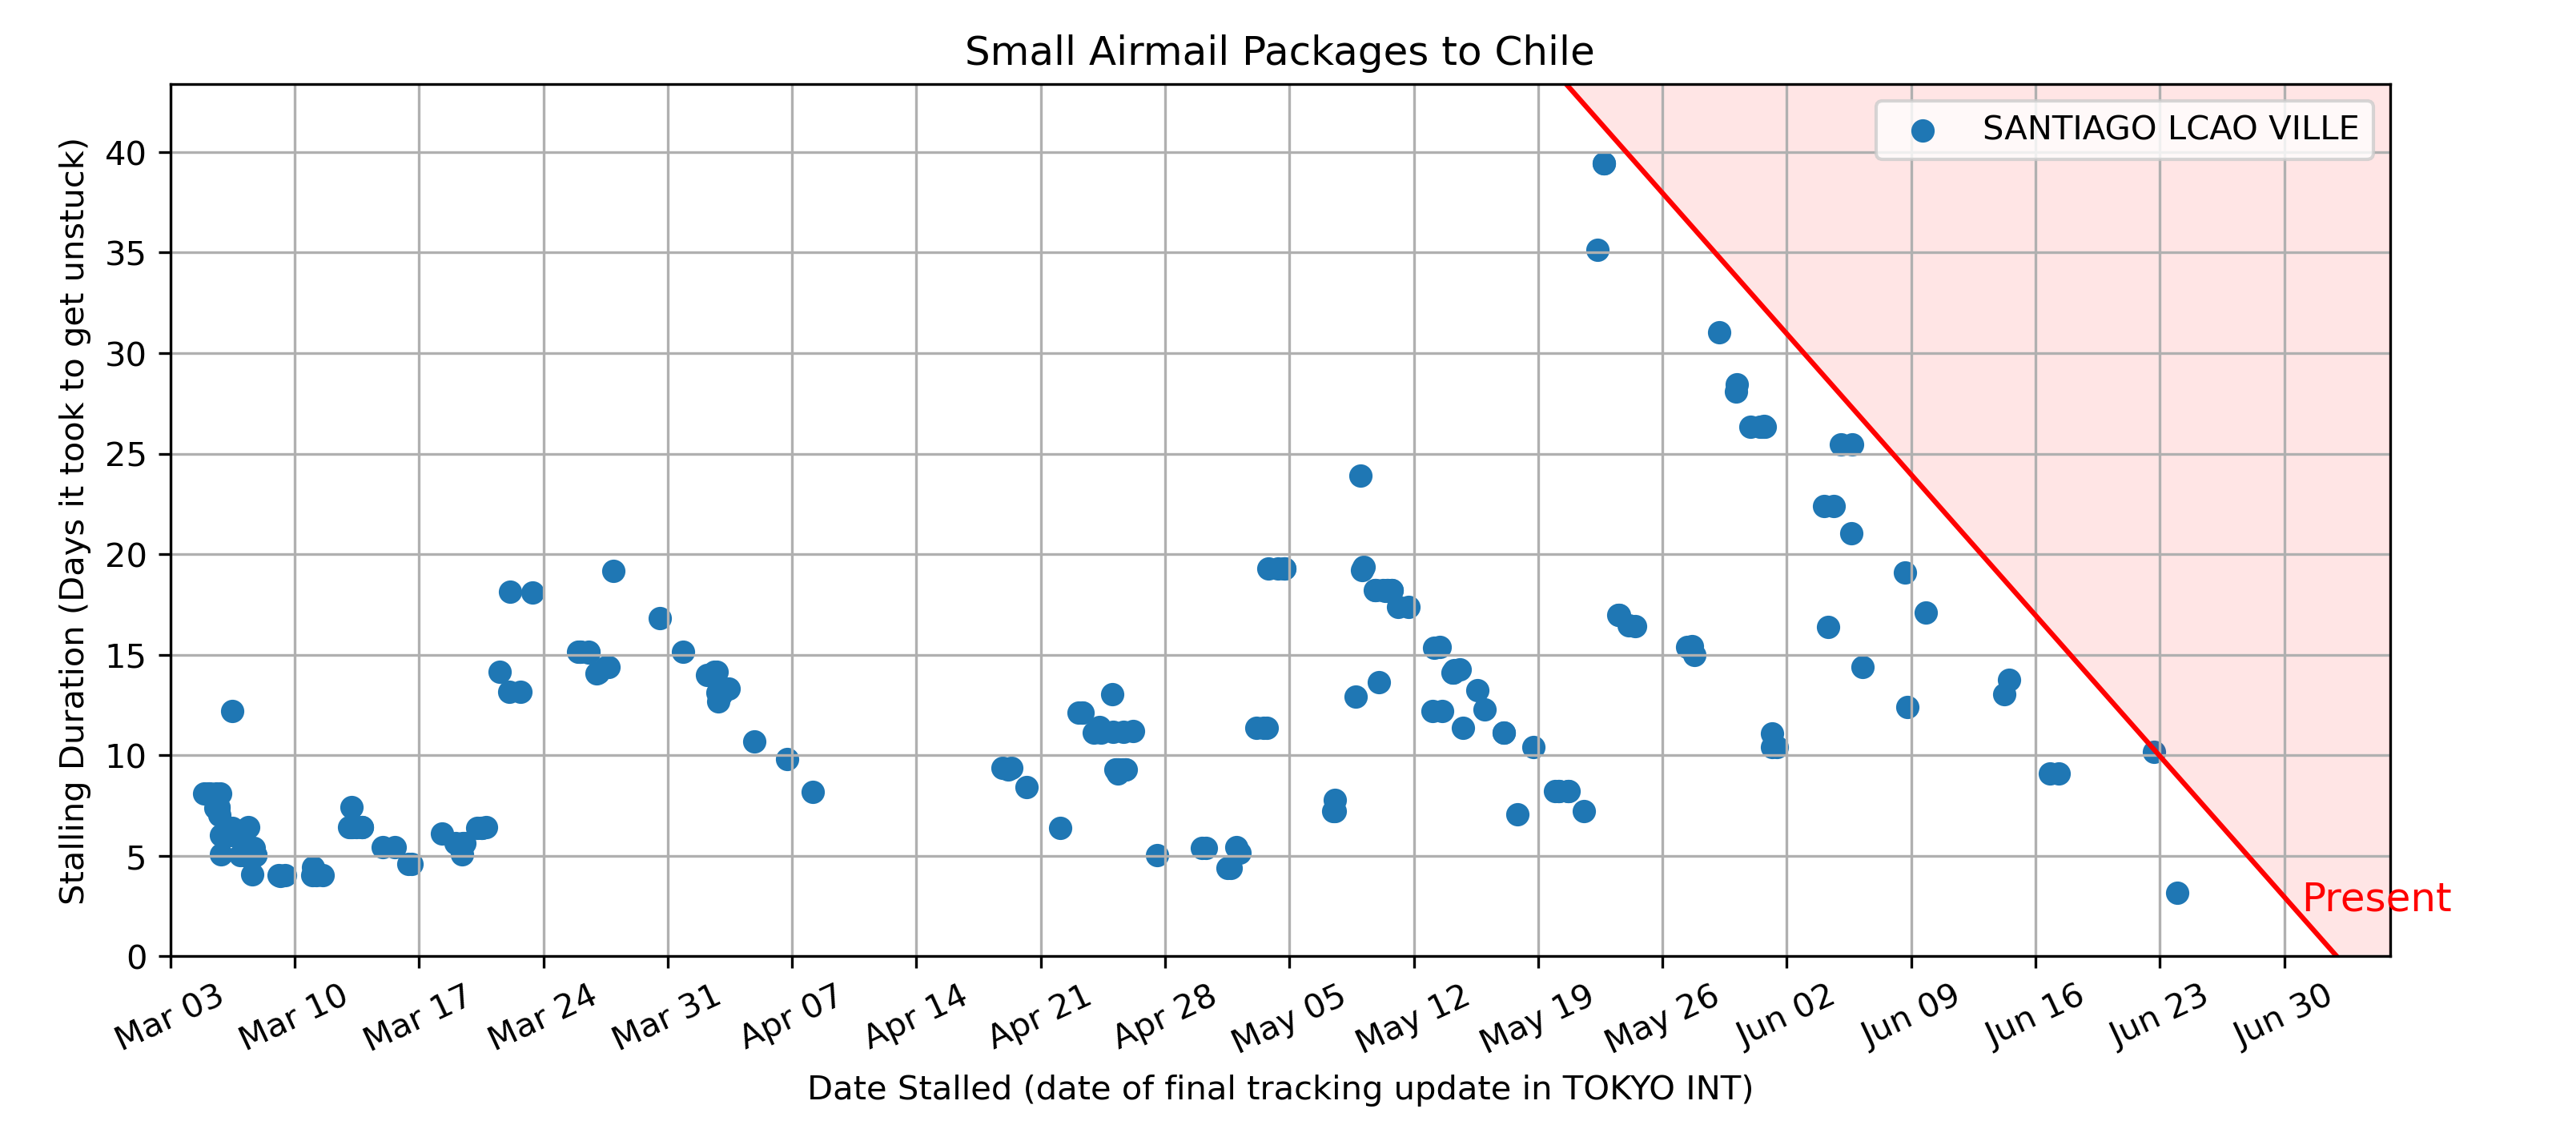 Small Airmail Packages to Chile
SANTIAGO LCAO VILLE
Stalling Duration (Days it took to get unstuck)
40
35
30
25
20
15
10
5
0
Present
Mar 03
Mar 10
Mar 17
Mar 24
Mar 31
Apr 07
Apr 14
Apr 21
Apr 28
May 05
May 12
May 19
May 26
Jun 02
Jun 09
Jun 16
Jun 23
Jun 30
Date Stalled (date of final tracking update in TOKYO INT)